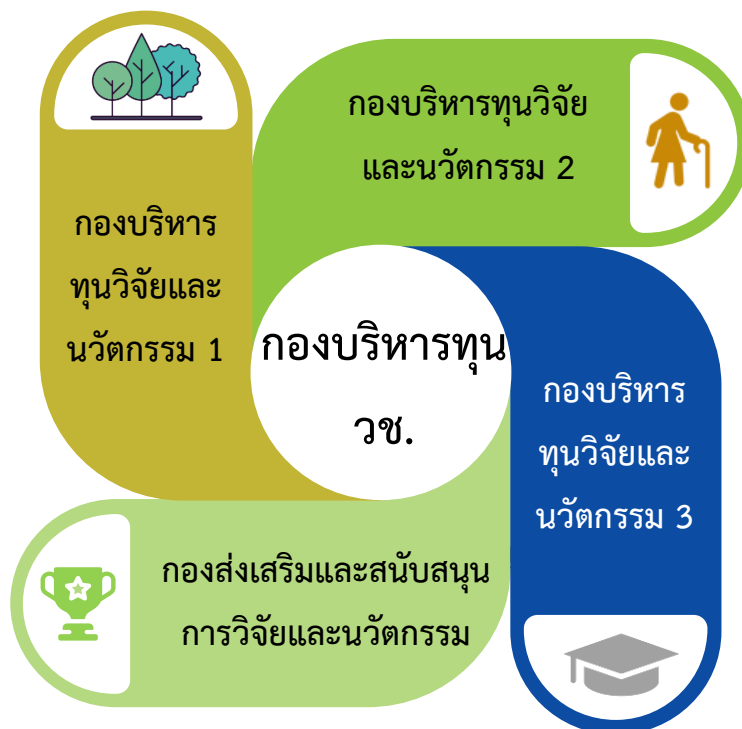 กองบริหาร
ทุนวิจัยและ
นวัตกรรม 1
กองบริหารทุนวิจัย
และนวัตกรรม 2
กองบริหารทุน
วช.
กองบริหาร
ทุนวิจัยและ
นวัตกรรม 3
กองส่งเสริมและสนับสนุน
การวิจัยและนวัตกรรม